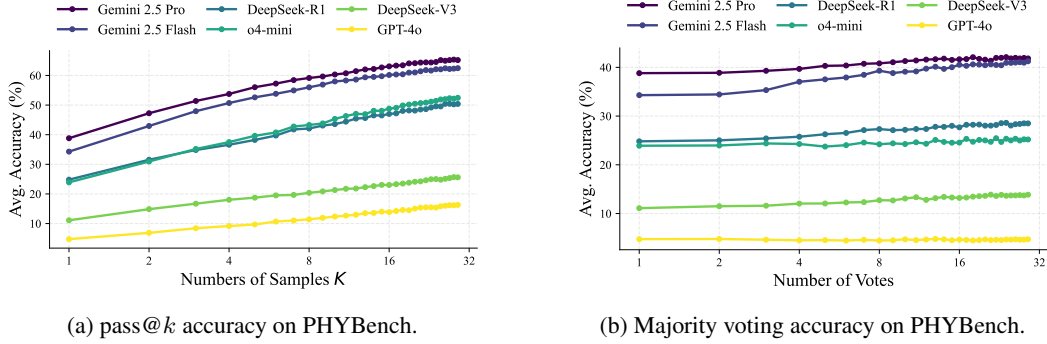 Gemini 2.5 Pro DeepSeek-R1 DeepSeek-V3
Gemini 2.5 Flash o4-mini GPT-4o
Avg. Accuracy (%)
60
50
40
30
20
10
1 2 4 8 16 32
Numbers of Samples K
(a) pass@k accuracy on PHYBench.
Gemini 2.5 Pro DeepSeek-R1 DeepSeek-V3
Gemini 2.5 Flash o4-mini GPT-4o
Avg. Accuracy (%)
40
30
20
10
1 2 4 8 16 32
Number of Votes
(b) Majority voting accuracy on PHYBench.